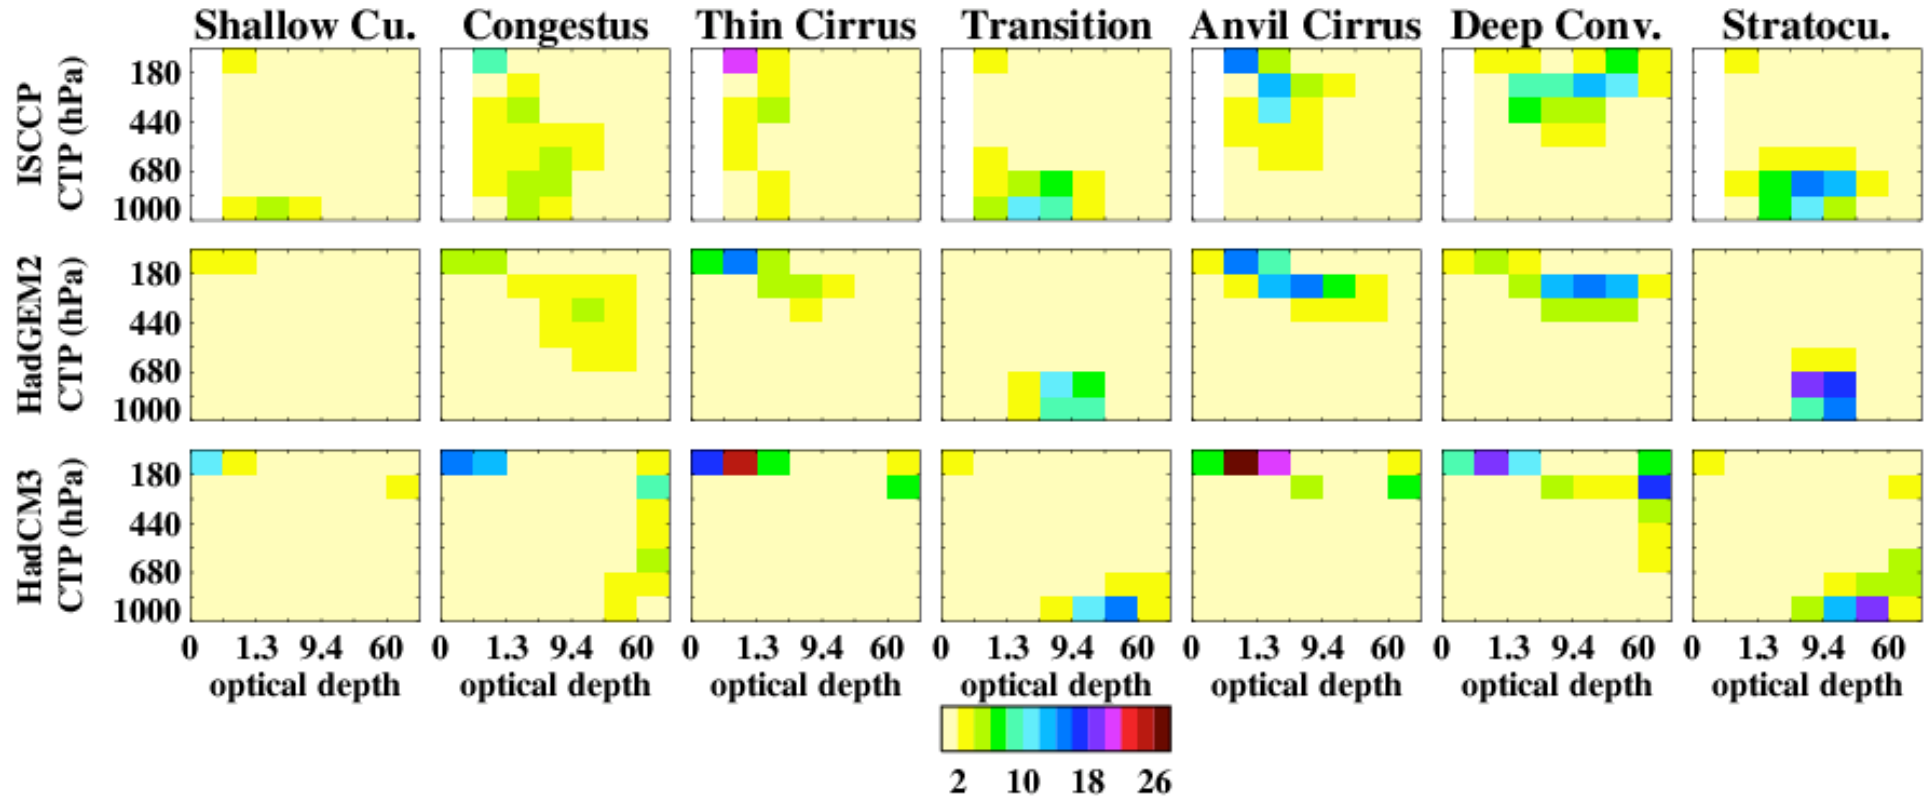 Shallow Cu. Congestus Thin Cirrus Transition Anvil Cirrus Deep Conv. Stratocu.
ISCCP
CTP (hPa)
180
440
680
1000
HadGEM2
CTP (hPa)
180
440
680
1000
HadCM3
CTP (hPa)
180
440
680
1000
0 1.3 9.4 60 0 1.3 9.4 60 0 1.3 9.4 60 0 1.3 9.4 60 0 1.3 9.4 60 0 1.3 9.4 60 0 1.3 9.4 60
optical depth optical depth optical depth optical depth optical depth optical depth optical depth
2 10 18 26